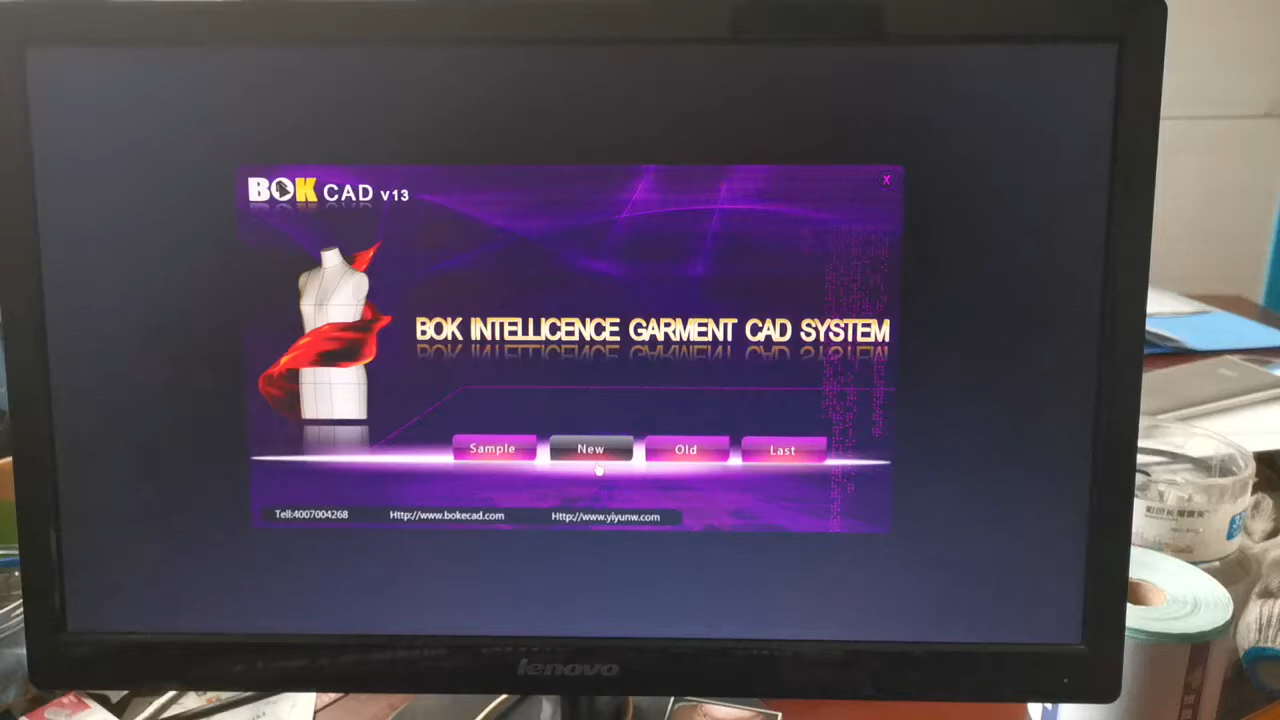 BOK CAD V13
X
BOK INTELLICENCE GARMENT CAD SYSTEM
Sample New Old Last
Tell:4007004268 Http://www.bokecad.com Http://www.yiyunw.com
lenovo